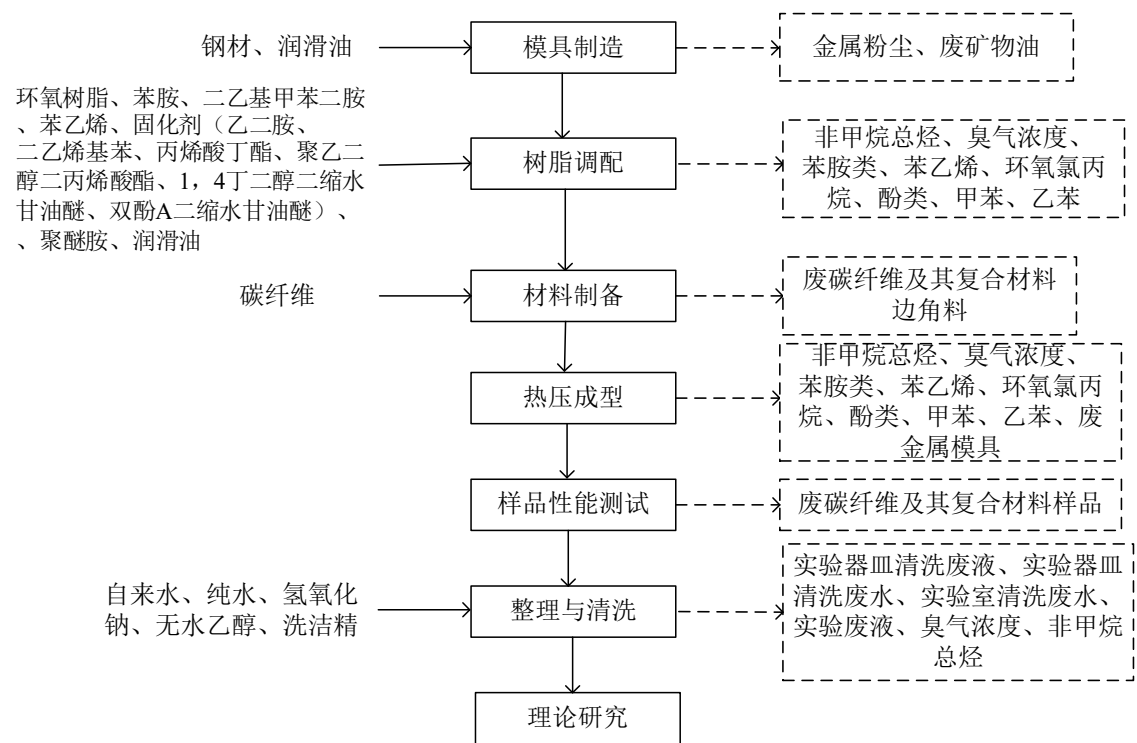 钢材、润滑油
模具制造
金属粉尘、废矿物油
环氧树脂、苯胺、二乙基甲苯二胺
、苯乙烯、固化剂（乙二胺、
二乙烯基苯、丙烯酸丁酯、聚乙二
醇二丙烯酸酯、1，4丁二醇二缩水
甘油醚、双酚A二缩水甘油醚）、
、聚醚胺、润滑油
树脂调配
非甲烷总烃、臭气浓度、
苯胺类、苯乙烯、环氧氯丙
烷、酚类、甲苯、乙苯
碳纤维
材料制备
废碳纤维及其复合材料
边角料
热压成型
非甲烷总烃、臭气浓度、
苯胺类、苯乙烯、环氧氯丙
烷、酚类、甲苯、乙苯、废
金属模具
样品性能测试
废碳纤维及其复合材料样品
自来水、纯水、氢氧化
钠、无水乙醇、洗洁精
整理与清洗
实验器皿清洗废液、实验器皿
清洗废水、实验室清洗废水、
实验废液、臭气浓度、非甲烷
总烃
理论研究